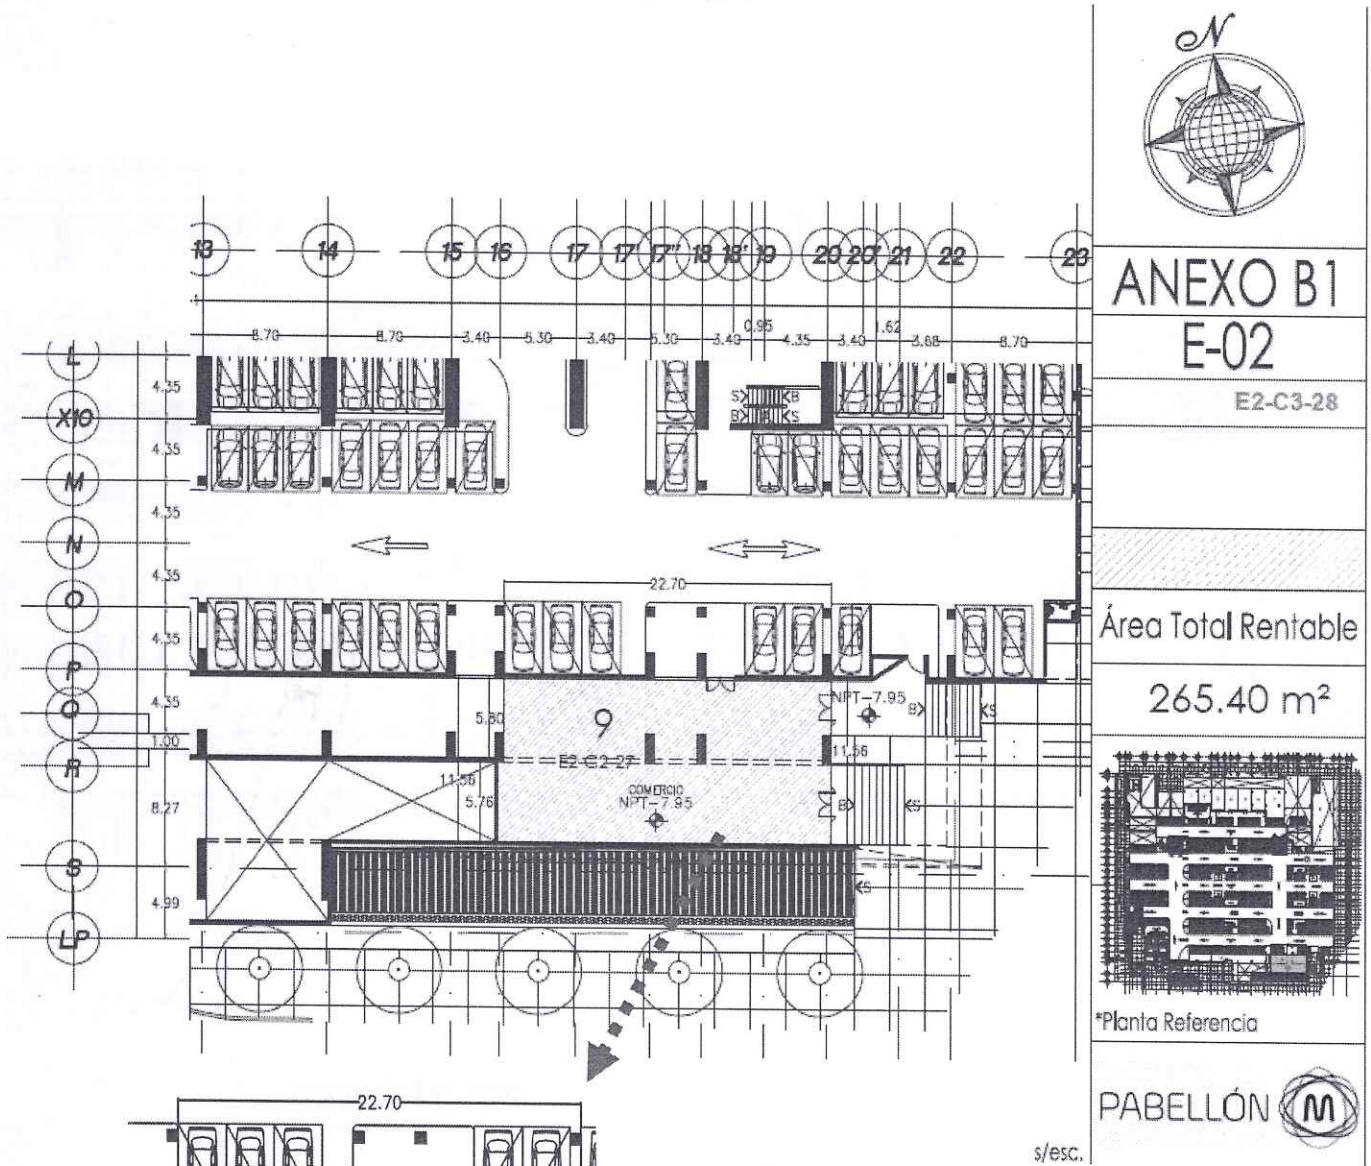 N
13 14 15 16 17 17' 17" 18 18' 19 20 20' 21 22 23
0.95 1.62
8.70 8.70 3.40 5.30 3.40 5.30 3.40 4.35 3.40 3.68 8.70
L
4.35
X10
4.35
M
4.35
N
4.35
O
4.35
P
4.35
Q
1.00
R
8.27
S
4.99
LP
S B
B S
22.70
NPT-7.95
B S
5.80
9
11.56
E2-C2-27
11.56
5.76
COMERCIO
NPT-7.95
B S
S
22.70
s/esc.
ANEXO B1
E-02
E2-C3-28
Área Total Rentable
265.40 m²
*Planta Referencia
PABELLÓN M